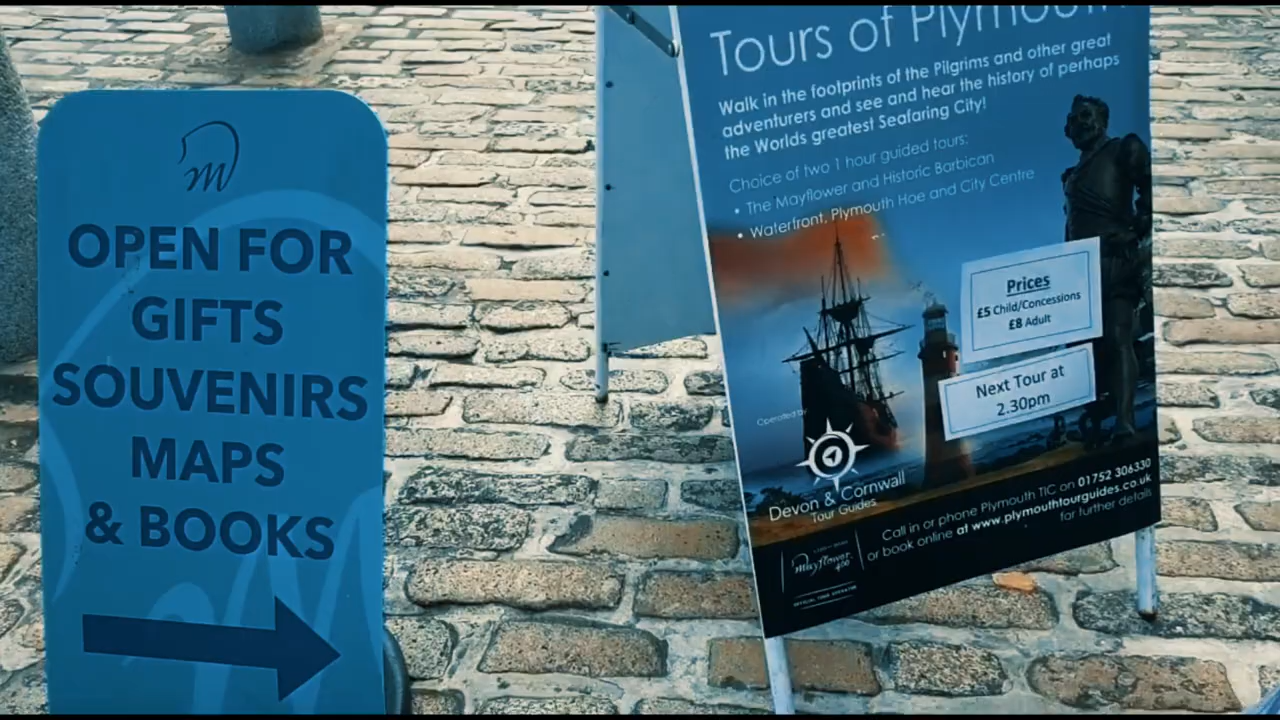 m
OPEN FOR
GIFTS
SOUVENIRS
MAPS
& BOOKS
Tours of Plymouth
Walk in the footprints of the Pilgrims and other great
adventurers and see and hear the history of perhaps
the Worlds greatest Seafaring City!
Choice of two 1 hour guided tours:
• The Mayflower and Historic Barbican
• Waterfront, Plymouth Hoe and City Centre
Prices
£5 Child/Concessions
£8 Adult
Next Tour at
2.30pm
Operated by
Devon & Cornwall
Tour Guides
Call in or phone Plymouth TIC on 01752 306330
or book online at www.plymouthtourguides.co.uk
for further details
Mayflower
400
OFFICIAL TOUR OPERATOR